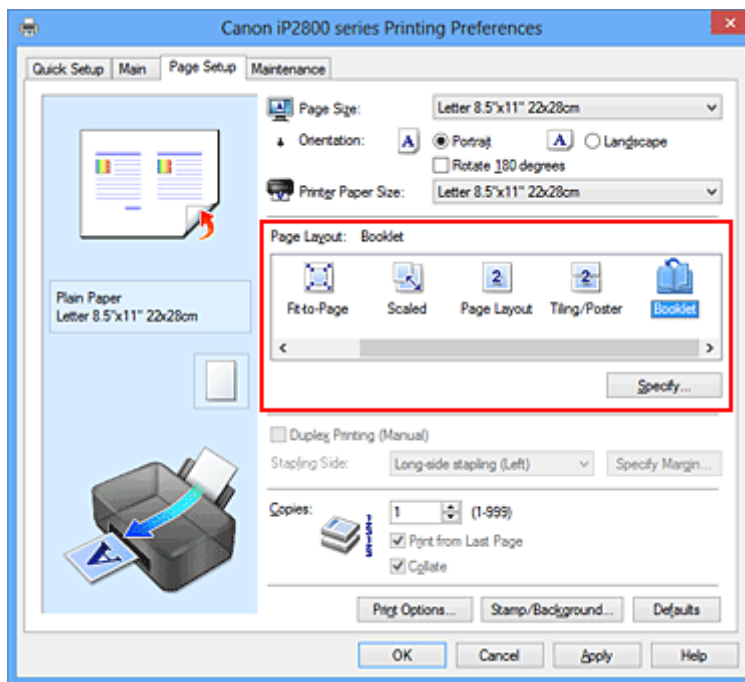 Canon iP2800 series Printing Preferences
Quick Setup Main Page Setup Maintenance
Page Size: Letter 8.5"x11" 22x28cm
Orientation: A Portrait A Landscape
Rotate 180 degrees
Printer Paper Size: Letter 8.5"x11" 22x28cm
Page Layout: Booklet
2 2
Fit-to-Page Scaled Page Layout Tiling/Poster Booklet
Specify...
Plain Paper
Letter 8.5"x11" 22x28cm
Duplex Printing (Manual)
Stapling Side: Long-side stapling (Left) Specify Margin...
Copies: 1 (1-999)
Print from Last Page
Collate
A
Print Options... Stamp/Background... Defaults
OK Cancel Apply Help